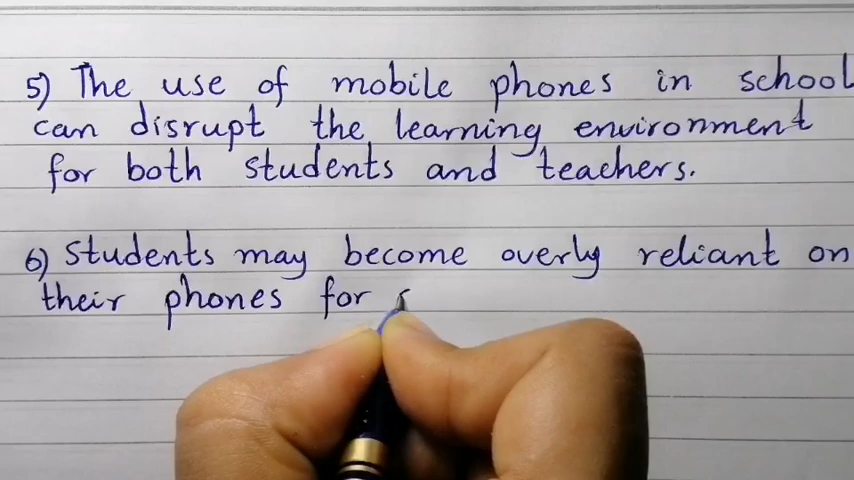 5) The use of mobile phones in school
can disrupt the learning environment
for both students and teachers.
6) Students may become overly reliant on
their phones for